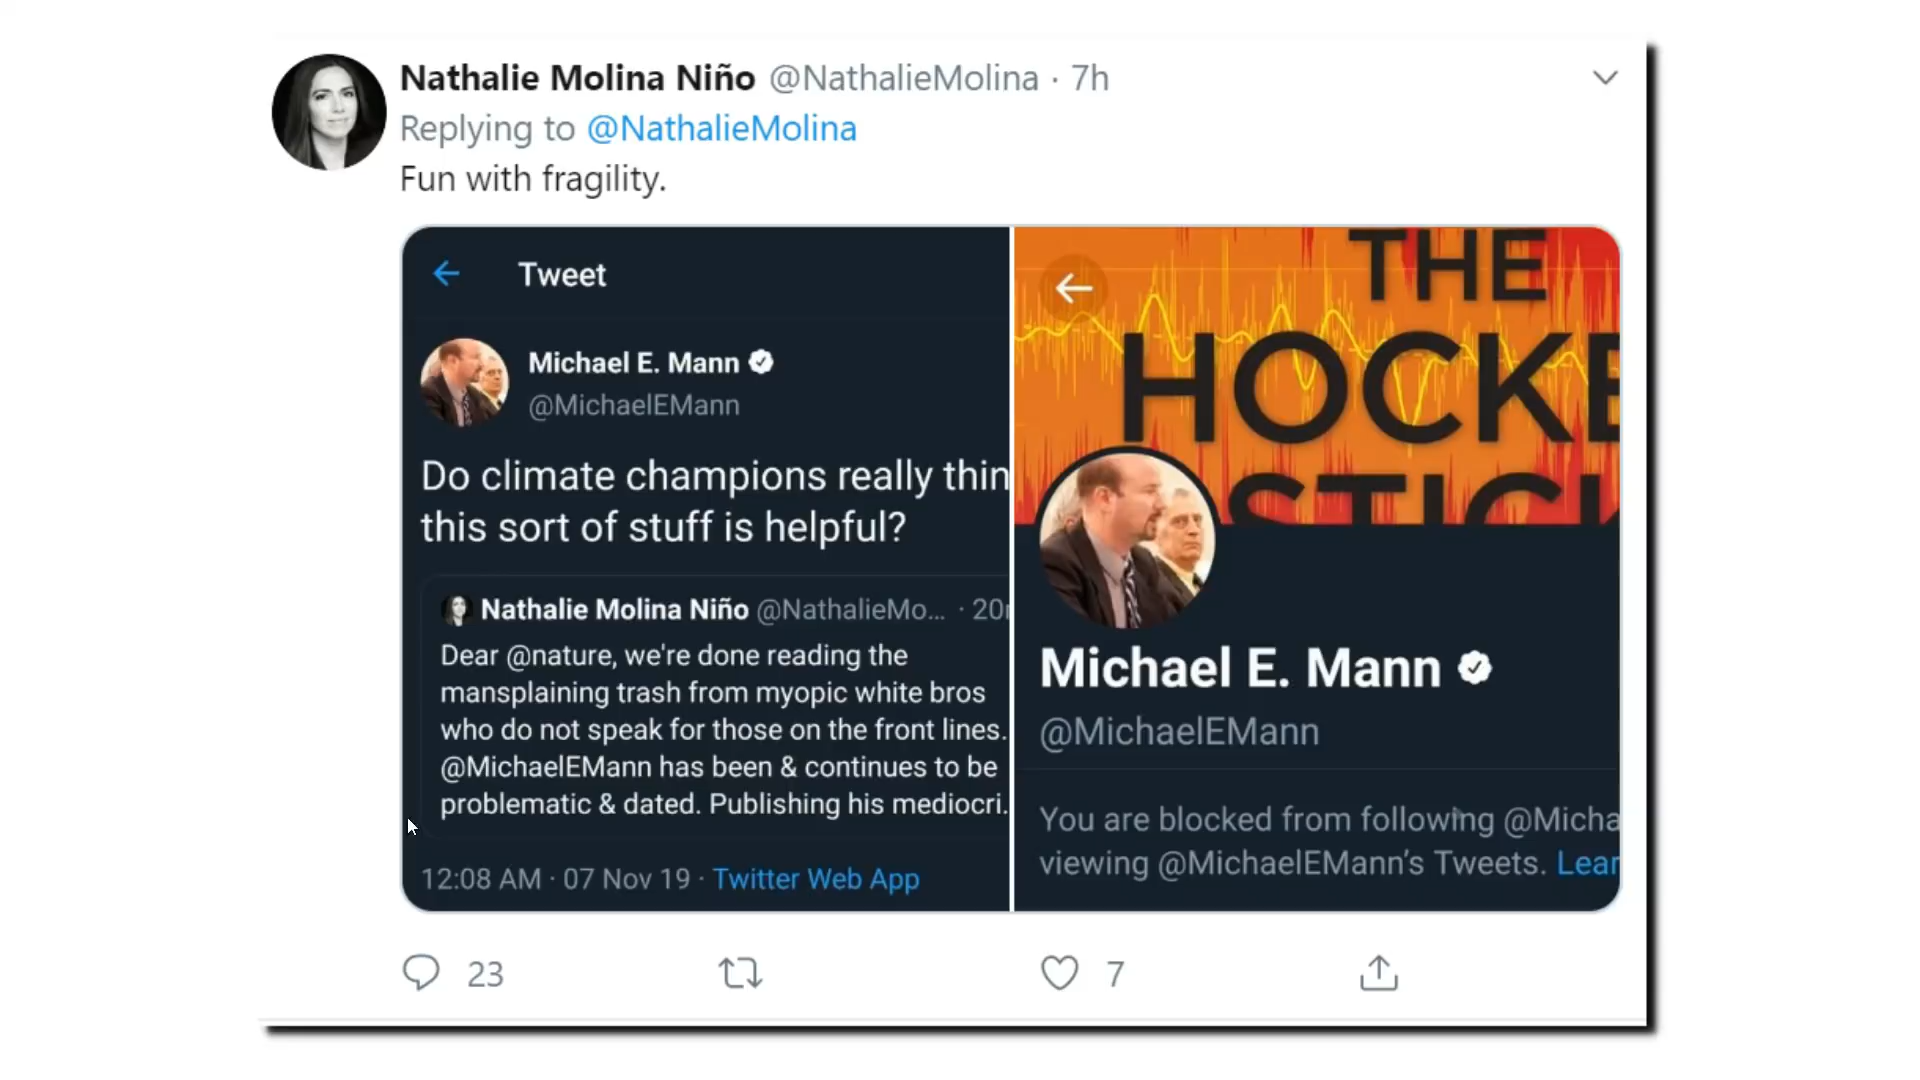 Nathalie Molina Niño @NathalieMolina · 7h
Replying to @NathalieMolina
Fun with fragility.
Tweet
Michael E. Mann
@MichaelEMann
Do climate champions really thin
this sort of stuff is helpful?
Nathalie Molina Niño @NathalieMo... · 20
Dear @nature, we're done reading the
mansplaining trash from myopic white bros
who do not speak for those on the front lines.
@MichaelEMann has been & continues to be
problematic & dated. Publishing his mediocri.
12:08 AM · 07 Nov 19 · Twitter Web App
THE
HOCKE
STICK
Michael E. Mann
@MichaelEMann
You are blocked from following @Micha
viewing @MichaelEMann’s Tweets. Lear
23
7